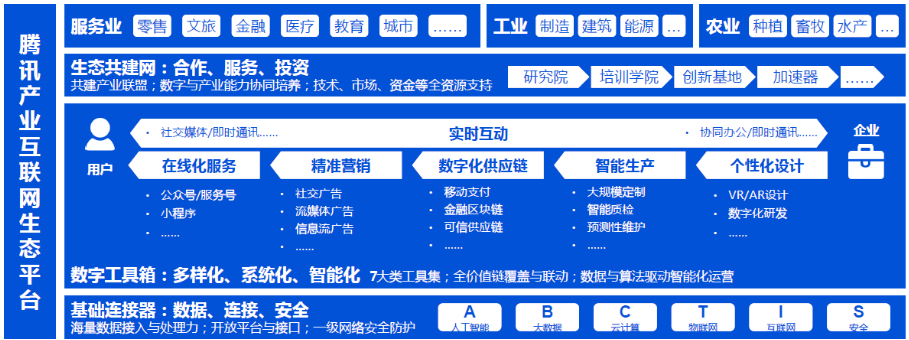 腾讯产业互联网生态平台
服务业 零售 文旅 金融 医疗 教育 城市 ……
工业 制造 建筑 能源 ...
农业 种植 畜牧 水产 ...
生态共建网：合作、服务、投资
共建产业联盟；数字与产业能力协同培养；技术、市场、资金等全资源支持
研究院 培训学院 创新基地 加速器 ……
用户
• 社交媒体/即时通讯……
实时互动
• 协同办公/即时通讯……
企业
在线化服务
• 公众号/服务号
• 小程序
• ……
精准营销
• 社交广告
• 流媒体广告
• 信息流广告
• ……
数字化供应链
• 移动支付
• 金融区块链
• 可信供应链
• ……
智能生产
• 大规模定制
• 智能质检
• 预测性维护
• ……
个性化设计
• VR/AR设计
• 数字化研发
• ……
数字工具箱：多样化、系统化、智能化 7大类工具集；全价值链覆盖与联动；数据与算法驱动智能化运营
基础连接器：数据、连接、安全
海量数据接入与处理力；开放平台与接口；一级网络安全防护
A 人工智能
B 大数据
C 云计算
T 物联网
I 互联网
S 安全